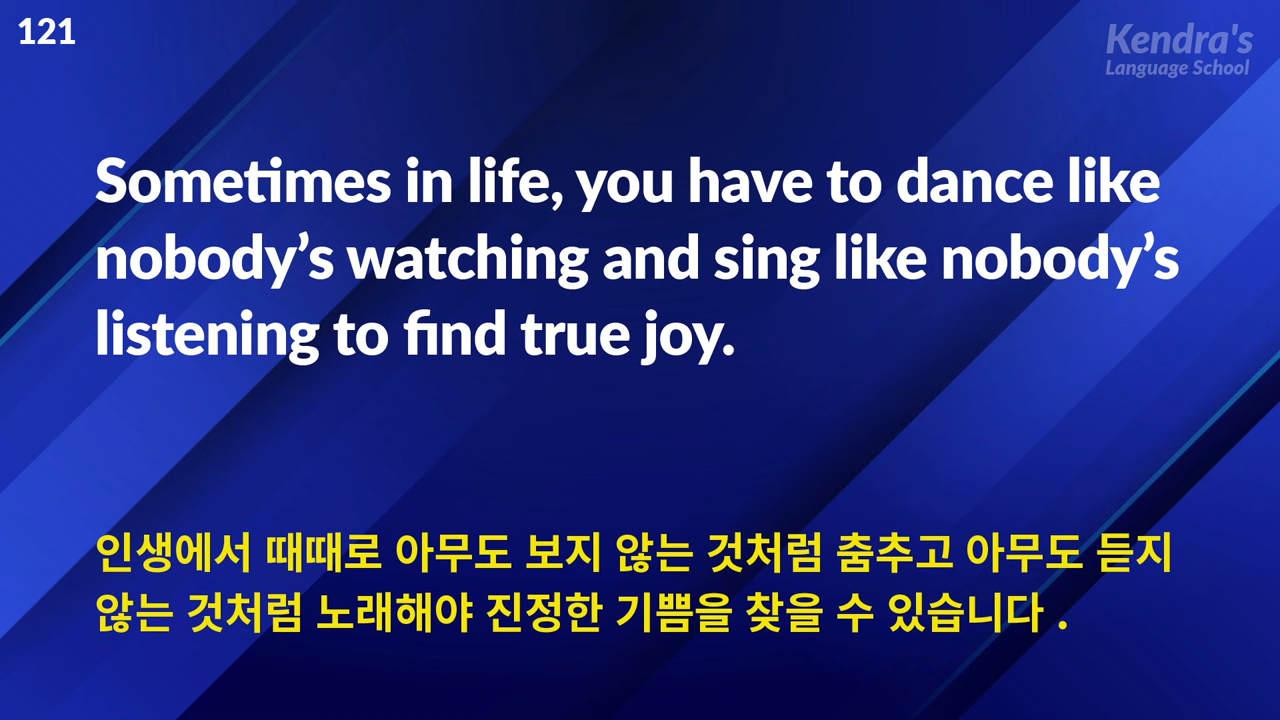 121
Kendra's
Language School
Sometimes in life, you have to dance like
nobody’s watching and sing like nobody’s
listening to find true joy.
인생에서 때때로 아무도 보지 않는 것처럼 춤추고 아무도 듣지
않는 것처럼 노래해야 진정한 기쁨을 찾을 수 있습니다 .